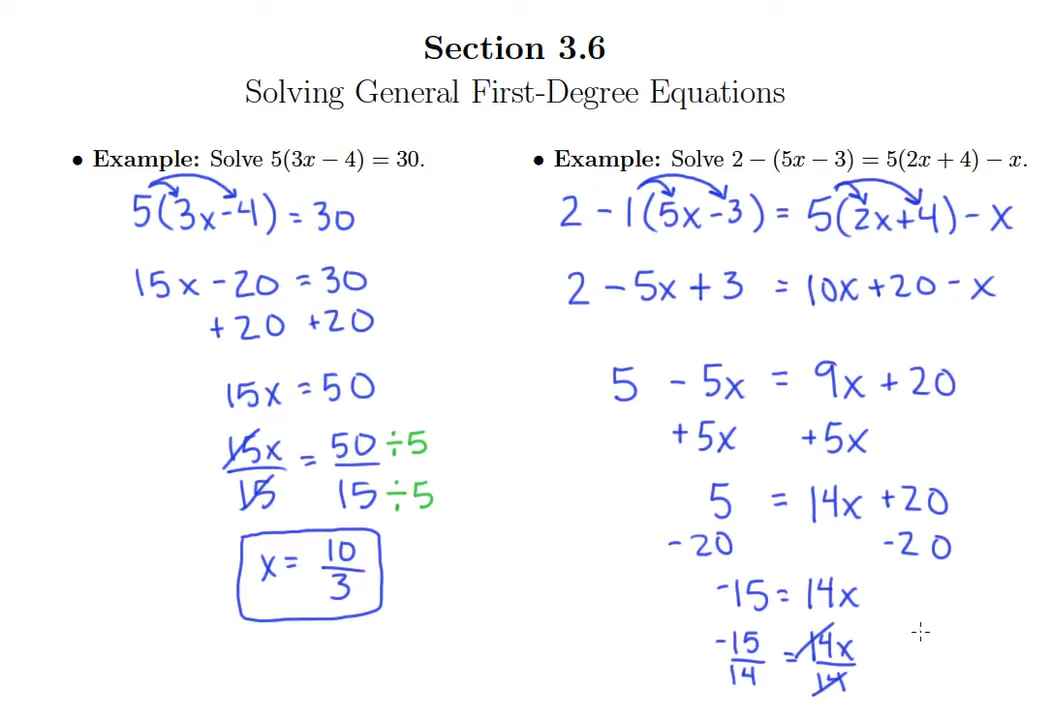 Section 3.6
Solving General First-Degree Equations
• Example: Solve 5(3x − 4) = 30.
5(3x-4) = 30
15x - 20 = 30
+20 +20
15x = 50
15x/15 = 50 ÷5/15 ÷5
x = 10/3
• Example: Solve 2 − (5x − 3) = 5(2x + 4) − x.
2 - 1(5x-3) = 5(2x+4) - x
2 - 5x + 3 = 10x + 20 - x
5 - 5x = 9x + 20
+5x +5x
5 = 14x + 20
-20 -20
-15 = 14x
-15/14 = 14x/14